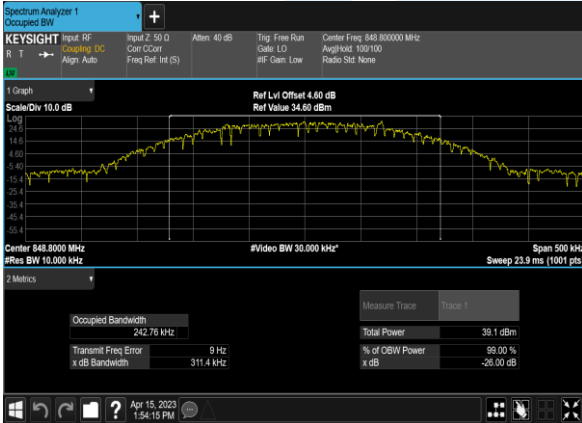 Spectrum Analyzer 1
Occupied BW
KEYSIGHT Input: RF
R T Coupling: DC
Align: Auto
Input Z: 50 Ω
Corr CCorr
Freq Ref: Int (S)
Atten: 40 dB
Trig: Free Run
Gate: LO
#IF Gain: Low
Center Freq: 848.800000 MHz
Avg|Hold: 100/100
Radio Std: None
1 Graph
Scale/Div 10.0 dB
Ref Lvl Offset 4.60 dB
Ref Value 34.60 dBm
Log
24.6
14.6
4.60
-5.40
-15.4
-25.4
-35.4
-45.4
-55.4
Center 848.8000 MHz
#Res BW 10.000 kHz
#Video BW 30.000 kHz*
Span 500 kHz
Sweep 23.9 ms (1001 pts)
2 Metrics
Measure Trace Trace 1
Occupied Bandwidth
242.76 kHz
Total Power 39.1 dBm
Transmit Freq Error 9 Hz
% of OBW Power 99.00 %
x dB Bandwidth 311.4 kHz
x dB -26.00 dB
Apr 15, 2023
1:54:15 PM